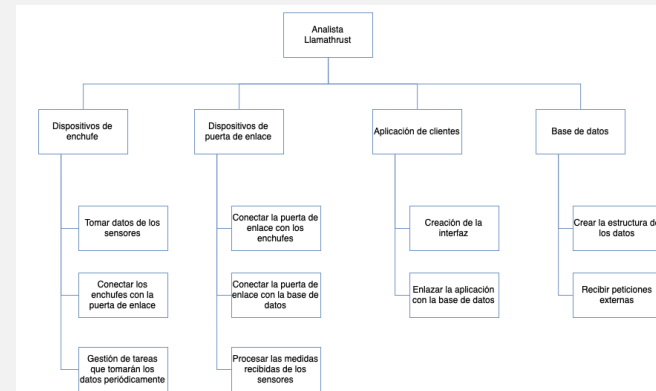 Analista
Llamathrust
Dispositivos de
enchufe
Dispositivos de
puerta de enlace
Aplicación de clientes
Base de datos
Tomar datos de los
sensores
Conectar la puerta de
enlace con los
enchufes
Creación de la
interfaz
Crear la estructura de
los datos
Conectar los
enchufes con la
puerta de enlace
Conectar la puerta de
enlace con la base de
datos
Enlazar la aplicación
con la base de datos
Recibir peticiones
externas
Gestión de tareas
que tomarán los
datos periódicamente
Procesar las medidas
recibidas de los
sensores